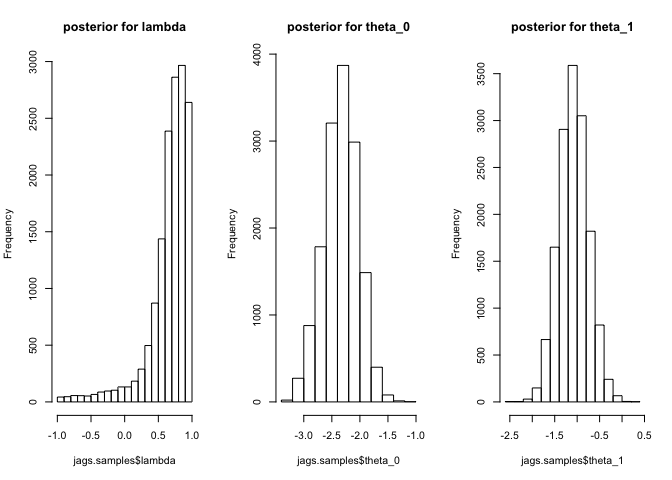 posterior for lambda
Frequency
0
500
1000
1500
2000
2500
3000
-1.0 -0.5 0.0 0.5 1.0
jags.samples$lambda
posterior for theta_0
Frequency
0
1000
2000
3000
4000
-3.0 -2.5 -2.0 -1.5 -1.0
jags.samples$theta_0
posterior for theta_1
Frequency
0
500
1000
1500
2000
2500
3000
3500
-2.5 -1.5 -0.5 0.5
jags.samples$theta_1